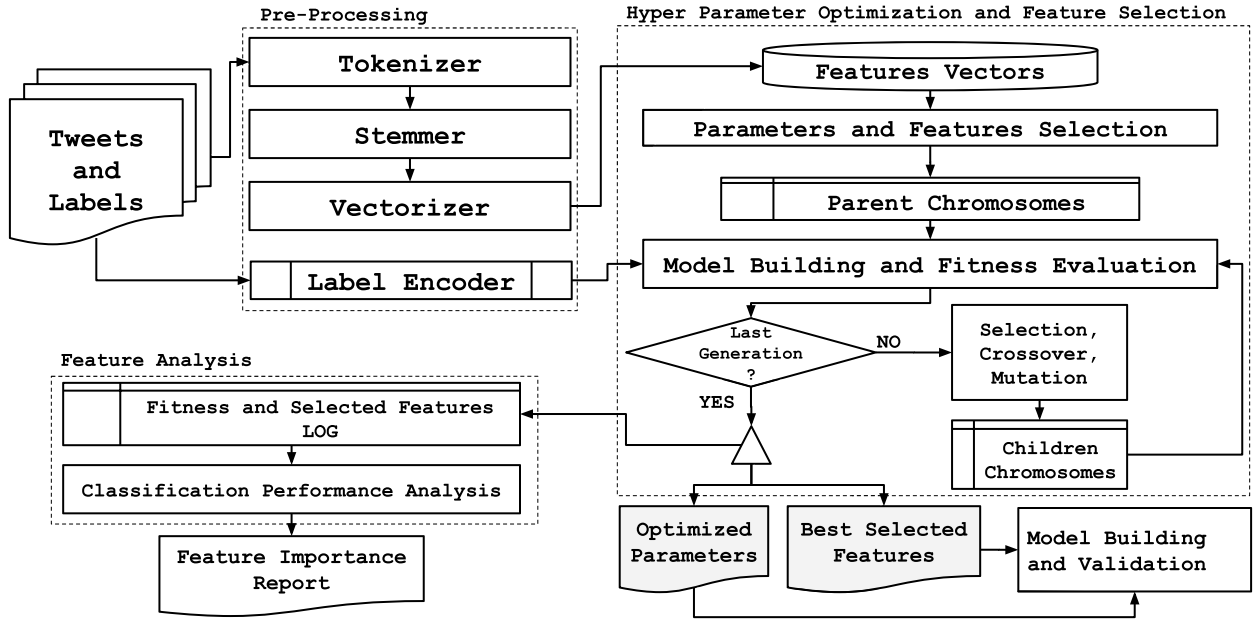 Pre-Processing
Tweets
and
Labels
Tokenizer
Stemmer
Vectorizer
Label Encoder
Hyper Parameter Optimization and Feature Selection
Features Vectors
Parameters and Features Selection
Parent Chromosomes
Model Building and Fitness Evaluation
Last
Generation
?
NO
YES
Selection,
Crossover,
Mutation
Children
Chromosomes
Feature Analysis
Fitness and Selected Features
LOG
Classification Performance Analysis
Feature Importance
Report
Optimized
Parameters
Best Selected
Features
Model Building
and Validation